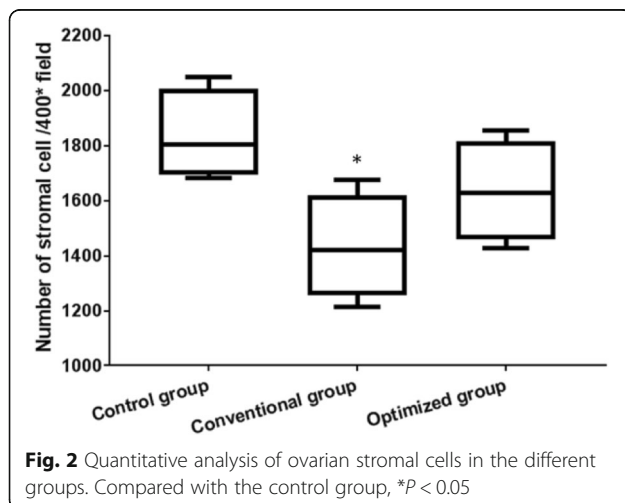 Number of stromal cell /400* field
2200
2000
1800
1600
1400
1200
1000
*
Control group
Conventional group
Optimized group
Fig. 2 Quantitative analysis of ovarian stromal cells in the different
groups. Compared with the control group, *P < 0.05